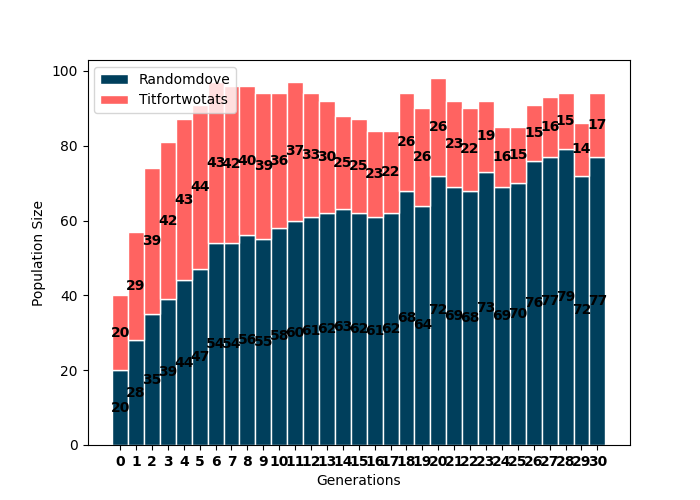 Randomdove
Titfortwotats
100
80
60
40
20
0
Population Size
20 29 39 42 43 44 43 42 40 39 36 37 33 30 25 25 23 22 26 26 26 23 22 19 16 15 15 16 15 14 17
20 28 35 39 44 47 54 54 56 55 58 60 61 62 63 62 61 62 68 64 72 69 68 73 69 70 76 77 79 72 77
0 1 2 3 4 5 6 7 8 9 10 11 12 13 14 15 16 17 18 19 20 21 22 23 24 25 26 27 28 29 30
Generations